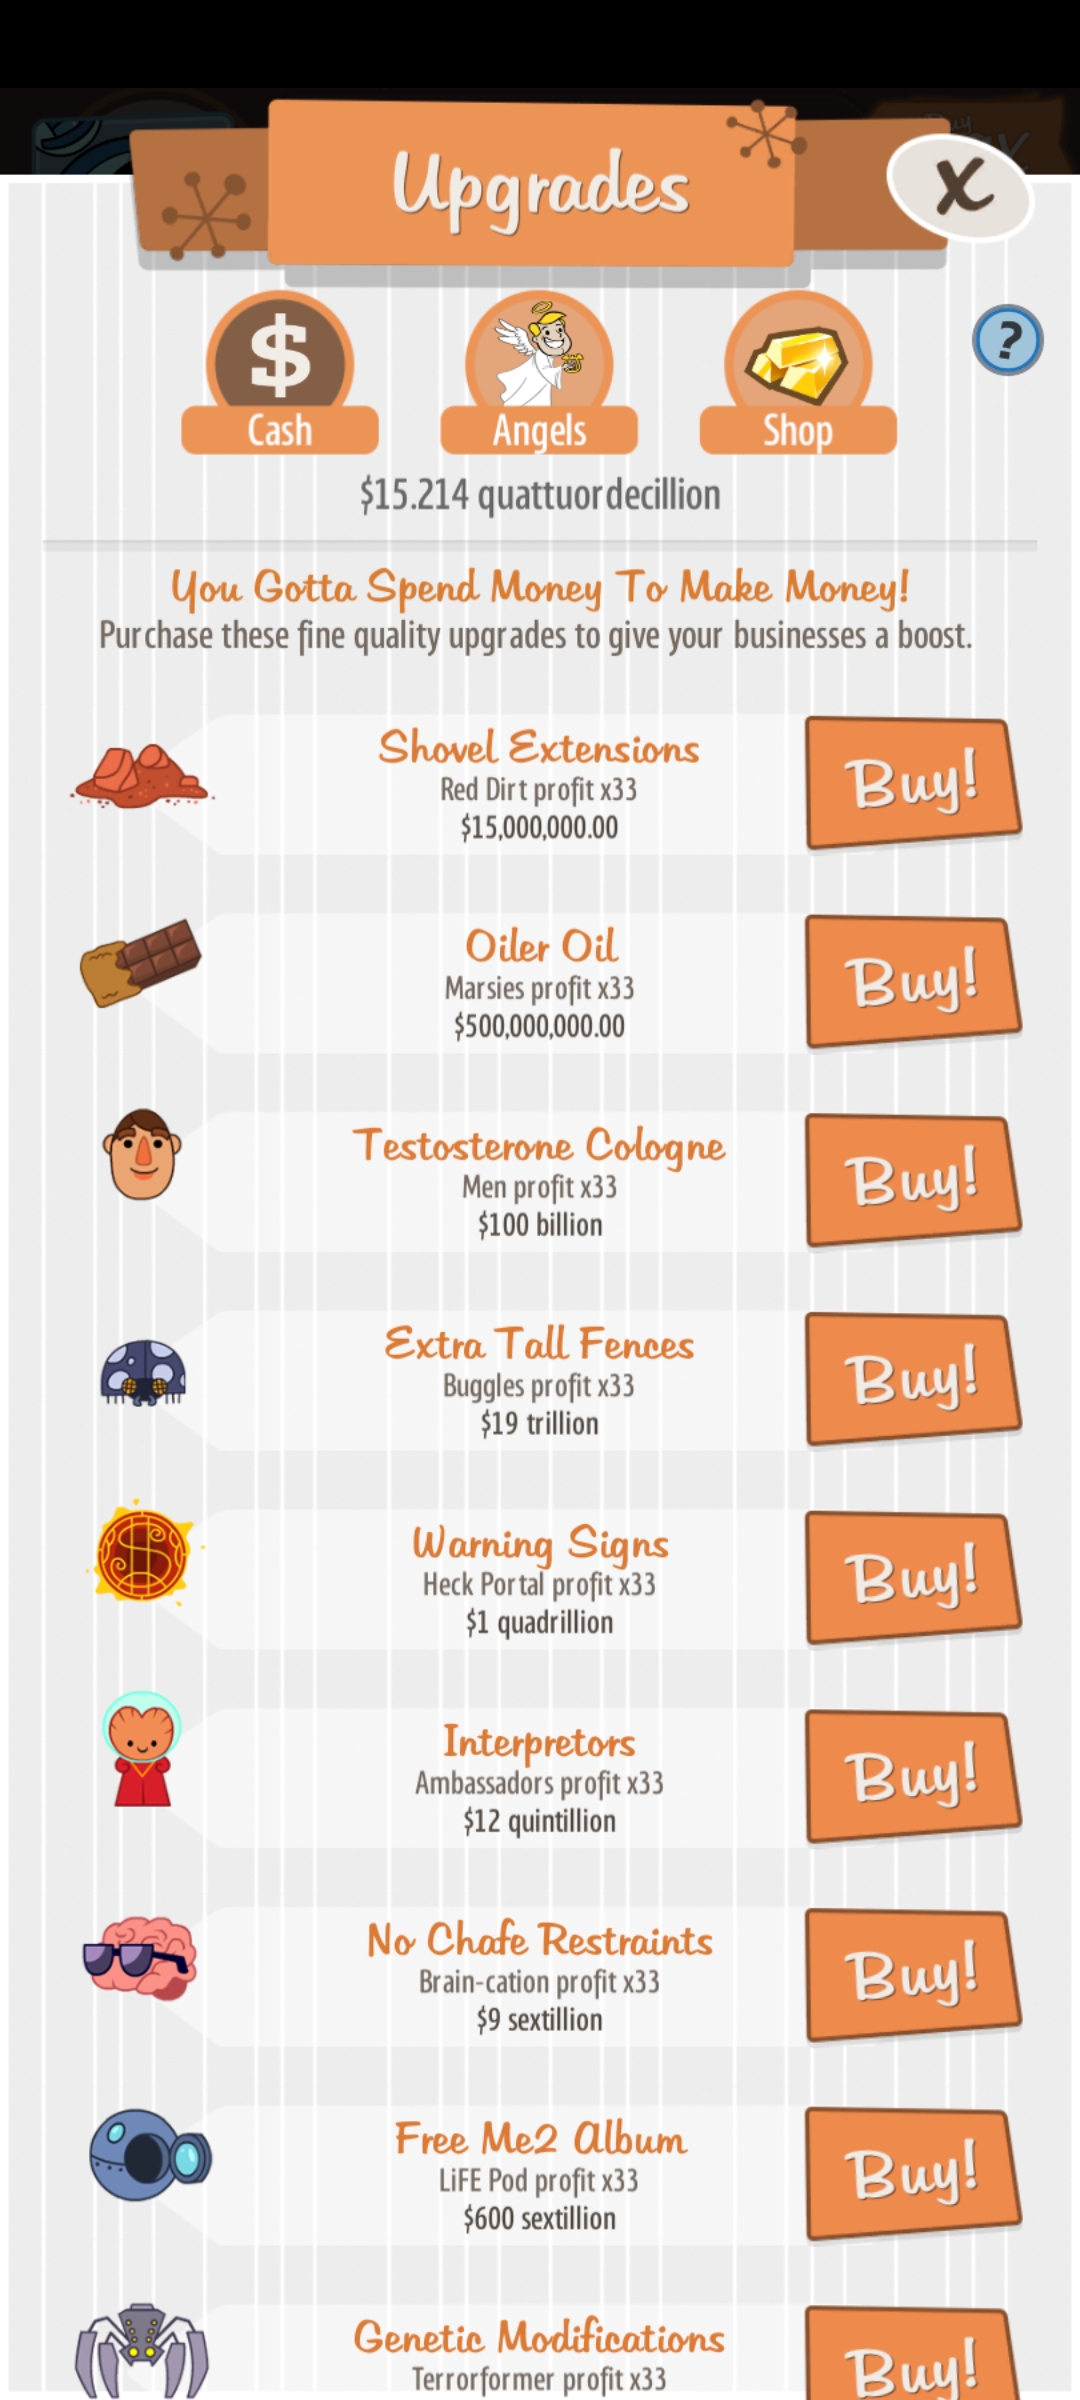 Upgrades
X
$
?
Cash
Angels
Shop
$15.214 quattuordecillion
You Gotta Spend Money To Make Money!
Purchase these fine quality upgrades to give your businesses a boost.
Shovel Extensions
Red Dirt profit x33
$15,000,000.00
Buy!
Oiler Oil
Marsies profit x33
$500,000,000.00
Buy!
Testosterone Cologne
Men profit x33
$100 billion
Buy!
Extra Tall Fences
Buggles profit x33
$19 trillion
Buy!
Warning Signs
Heck Portal profit x33
$1 quadrillion
Buy!
Interpretors
Ambassadors profit x33
$12 quintillion
Buy!
No Chafe Restraints
Brain-cation profit x33
$9 sextillion
Buy!
Free Me2 Album
LiFE Pod profit x33
$600 sextillion
Buy!
Genetic Modifications
Terrorformer profit x33
Buy!